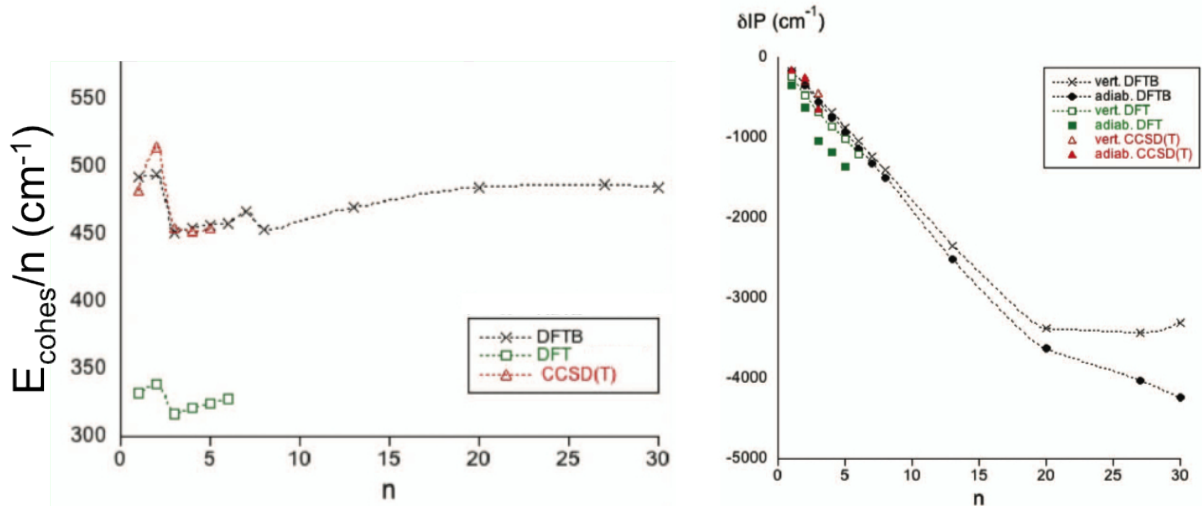 E_cohes/n (cm⁻¹)
550
500
450
400
350
300
0
5
10
15
20
25
30
n
DFTB
DFT
CCSD(T)
δIP (cm⁻¹)
0
-1000
-2000
-3000
-4000
-5000
0
5
10
15
20
25
30
n
vert. DFTB
adiab. DFTB
vert. DFT
adiab. DFT
vert. CCSD(T)
adiab. CCSD(T)